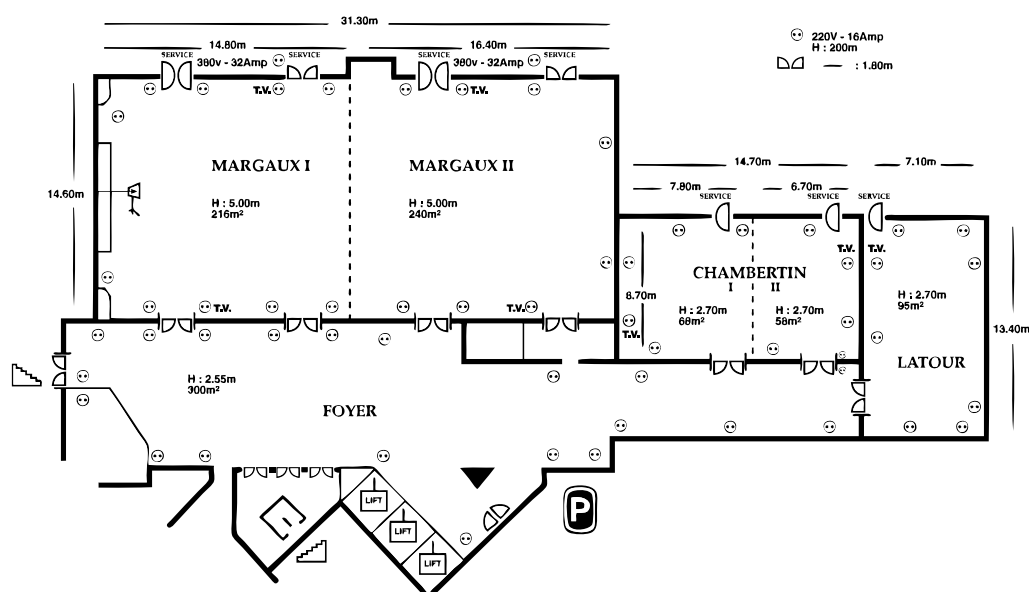 31.30m
14.80m
16.40m
SERVICE
SERVICE
SERVICE
SERVICE
380v - 32Amp
380v - 32Amp
220V - 16Amp
H : 200m
: 1.80m
T.V.
T.V.
MARGAUX I
MARGAUX II
14.60m
H : 5.00m
216m²
H : 5.00m
240m²
14.70m
7.10m
7.80m
6.70m
SERVICE
SERVICE
SERVICE
T.V.
T.V.
CHAMBERTIN
I
II
8.70m
H : 2.70m
68m²
H : 2.70m
58m²
H : 2.70m
95m²
T.V.
T.V.
T.V.
13.40m
LATOUR
H : 2.55m
300m²
FOYER
LIFT
LIFT
LIFT
P